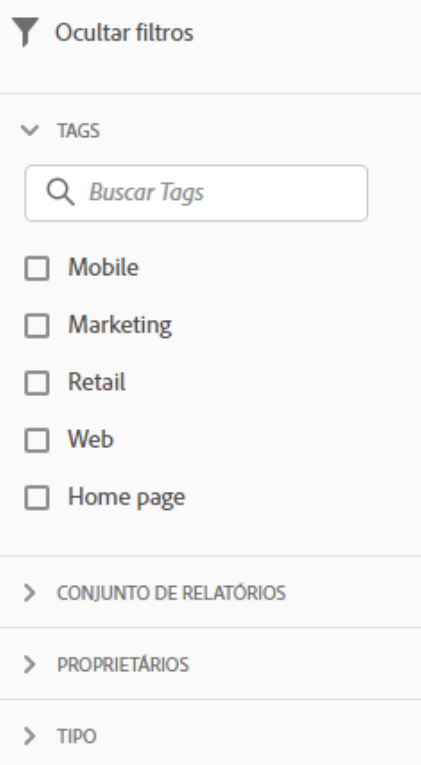 Ocultar filtros
TAGS
Buscar Tags
Mobile
Marketing
Retail
Web
Home page
CONJUNTO DE RELATÓRIOS
PROPRIETÁRIOS
TIPO